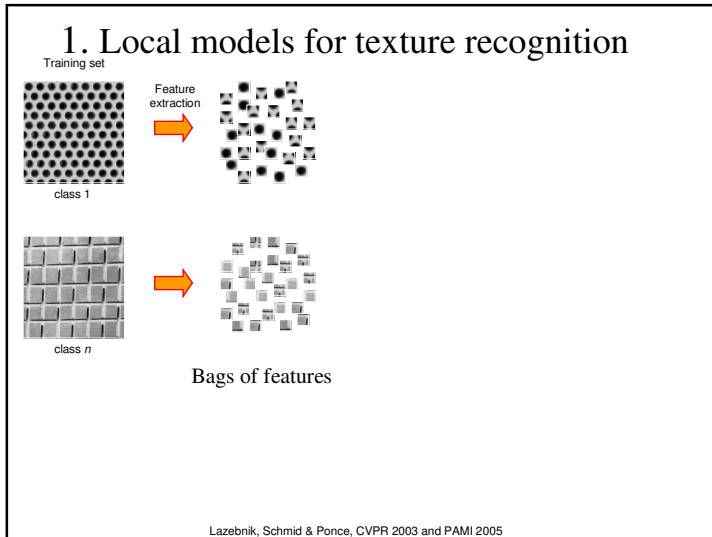 1. Local models for texture recognition
Training set
Feature
extraction
class 1
class n
Bags of features
Lazebnik, Schmid & Ponce, CVPR 2003 and PAMI 2005